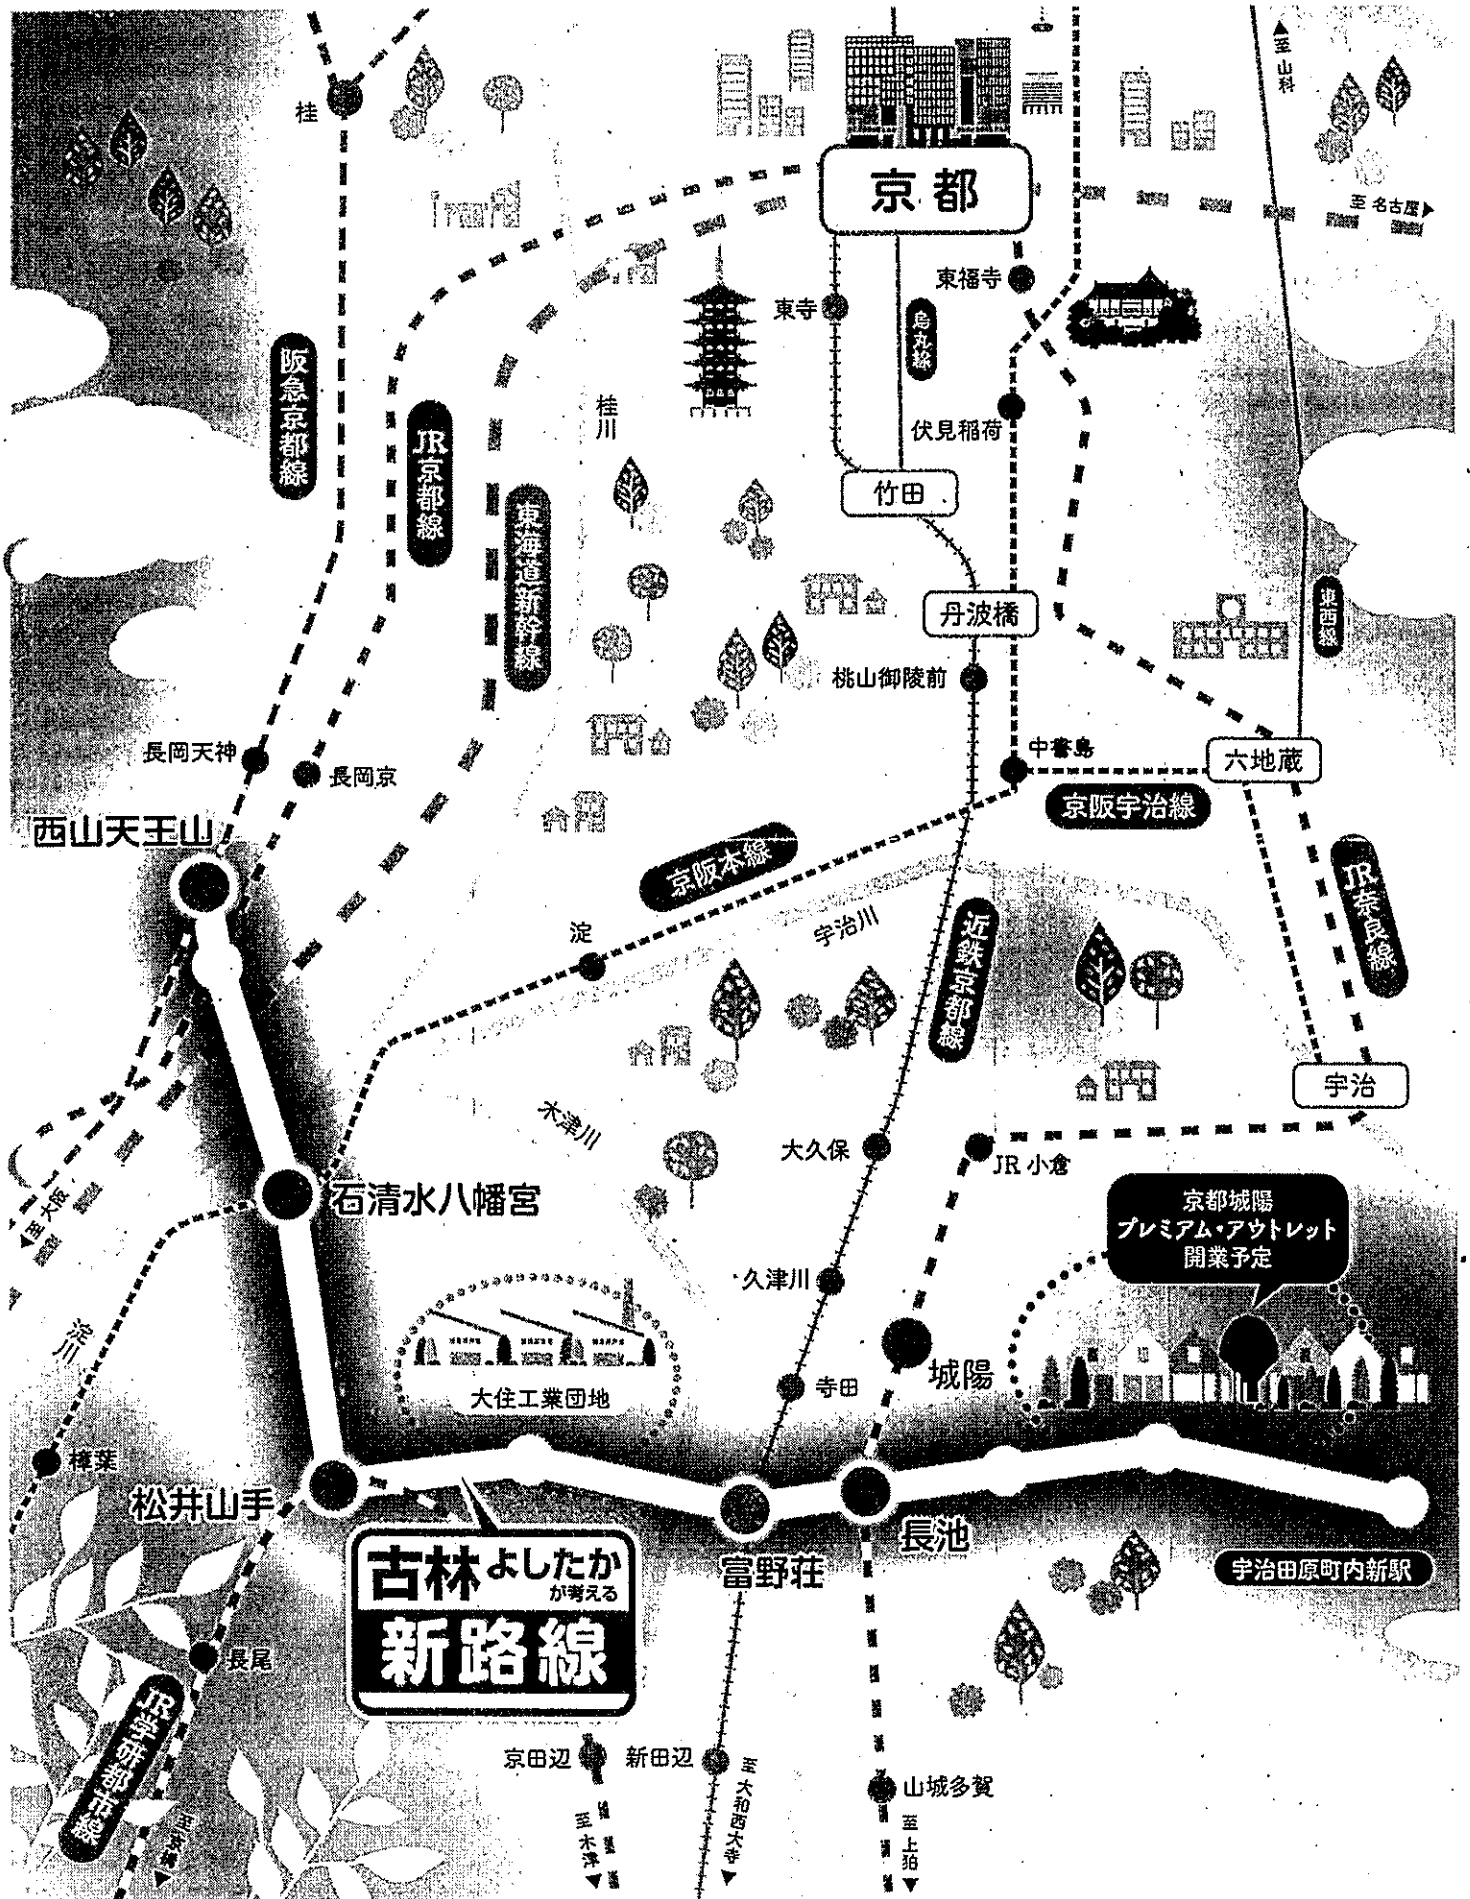 至 山科
桂
京都
至 名古屋
東福寺
東寺
烏丸線
阪急京都線
桂川
JR京都線
伏見稲荷
竹田
東海道新幹線
丹波橋
東西線
桃山御陵前
長岡天神
長岡京
中書島
六地蔵
京阪宇治線
西山天王山
京阪本線
JR奈良線
淀
宇治川
近鉄京都線
宇治
木津川
大久保
JR 小倉
至 大阪
石清水八幡宮
京都城陽
プレミアム・アウトレット
開業予定
久津川
淀川
城陽
寺田
大住工業団地
樟葉
松井山手
長池
富野荘
宇治田原町内新駅
古林よしたか
が考える
新路線
長尾
JR学研都市線
至 京橋
京田辺
新田辺
至 木津
至 大和西大寺
山城多賀
至 上狛